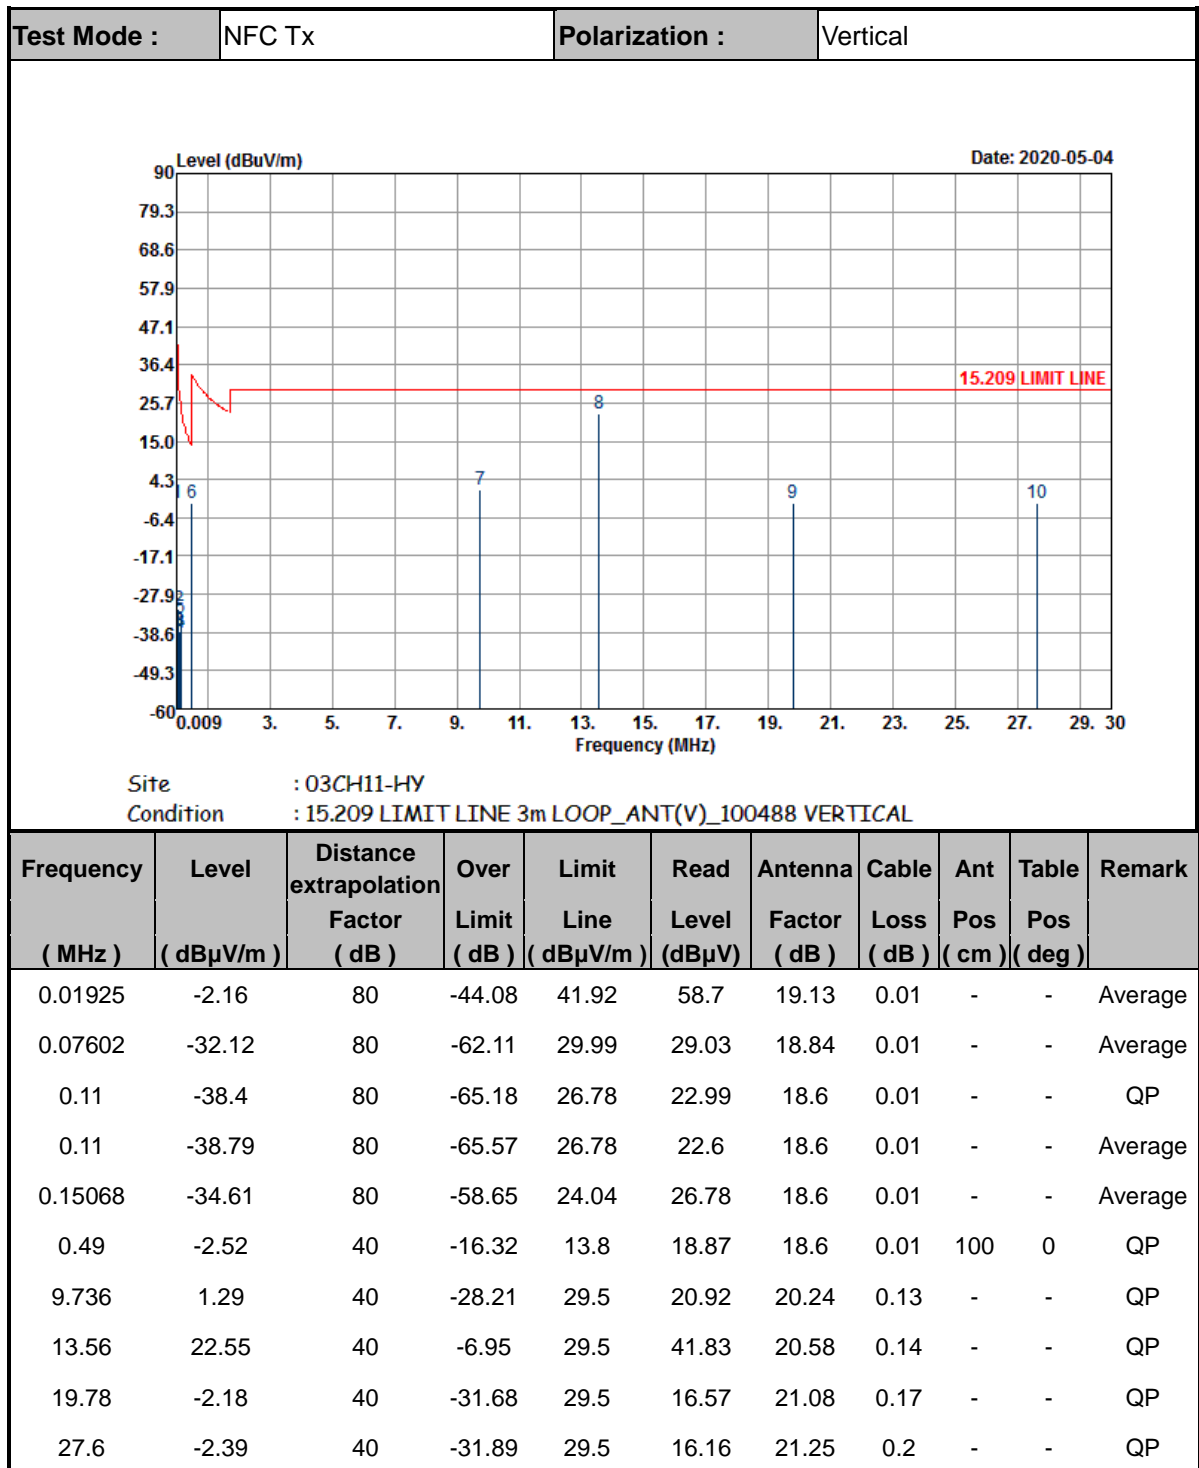 Test Mode : NFC Tx Polarization : Vertical
Level (dBuV/m) Date: 2020-05-04
90
79.3
68.6
57.9
47.1
36.4
15.209 LIMIT LINE
25.7
8
15.0
4.3
7
6
9
10
-6.4
-17.1
-27.9
2
-38.6
-49.3
-60
0.009 3. 5. 7. 9. 11. 13. 15. 17. 19. 21. 23. 25. 27. 29. 30
Frequency (MHz)
Site : 03CH11-HY
Condition : 15.209 LIMIT LINE 3m LOOP_ANT(V)_100488 VERTICAL
Frequency Level Distance extrapolation Over Limit Read Antenna Cable Ant Table Remark
Factor Limit Line Level Factor Loss Pos Pos
( MHz ) ( dBµV/m ) ( dB ) ( dB ) ( dBµV/m ) (dBµV) ( dB ) ( dB ) ( cm ) ( deg )
0.01925 -2.16 80 -44.08 41.92 58.7 19.13 0.01 - - Average
0.07602 -32.12 80 -62.11 29.99 29.03 18.84 0.01 - - Average
0.11 -38.4 80 -65.18 26.78 22.99 18.6 0.01 - - QP
0.11 -38.79 80 -65.57 26.78 22.6 18.6 0.01 - - Average
0.15068 -34.61 80 -58.65 24.04 26.78 18.6 0.01 - - Average
0.49 -2.52 40 -16.32 13.8 18.87 18.6 0.01 100 0 QP
9.736 1.29 40 -28.21 29.5 20.92 20.24 0.13 - - QP
13.56 22.55 40 -6.95 29.5 41.83 20.58 0.14 - - QP
19.78 -2.18 40 -31.68 29.5 16.57 21.08 0.17 - - QP
27.6 -2.39 40 -31.89 29.5 16.16 21.25 0.2 - - QP